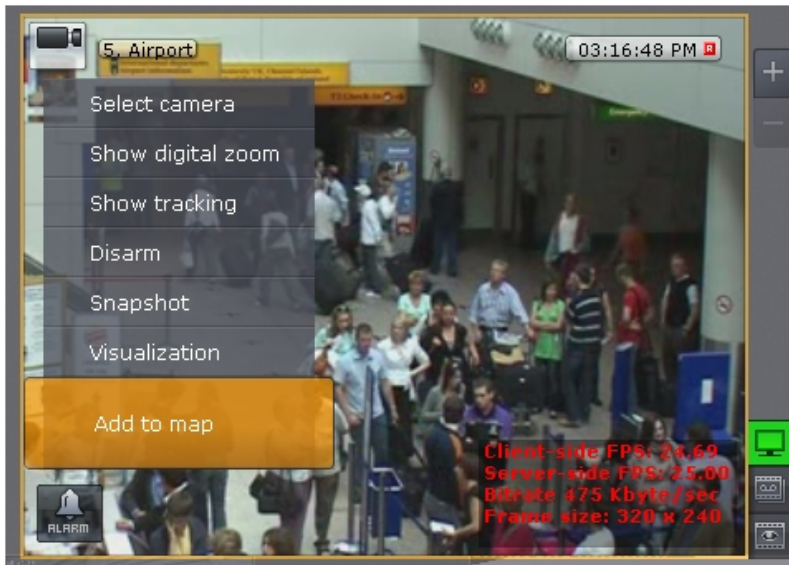 5. Airport
03:16:48 PM R
Select camera
Show digital zoom
Show tracking
Disarm
Snapshot
Visualization
Add to map
Client-side FPS: 24.69
Server-side FPS: 25.00
Bitrate 475 Kbyte/sec
Frame size: 320 x 240
ALARM